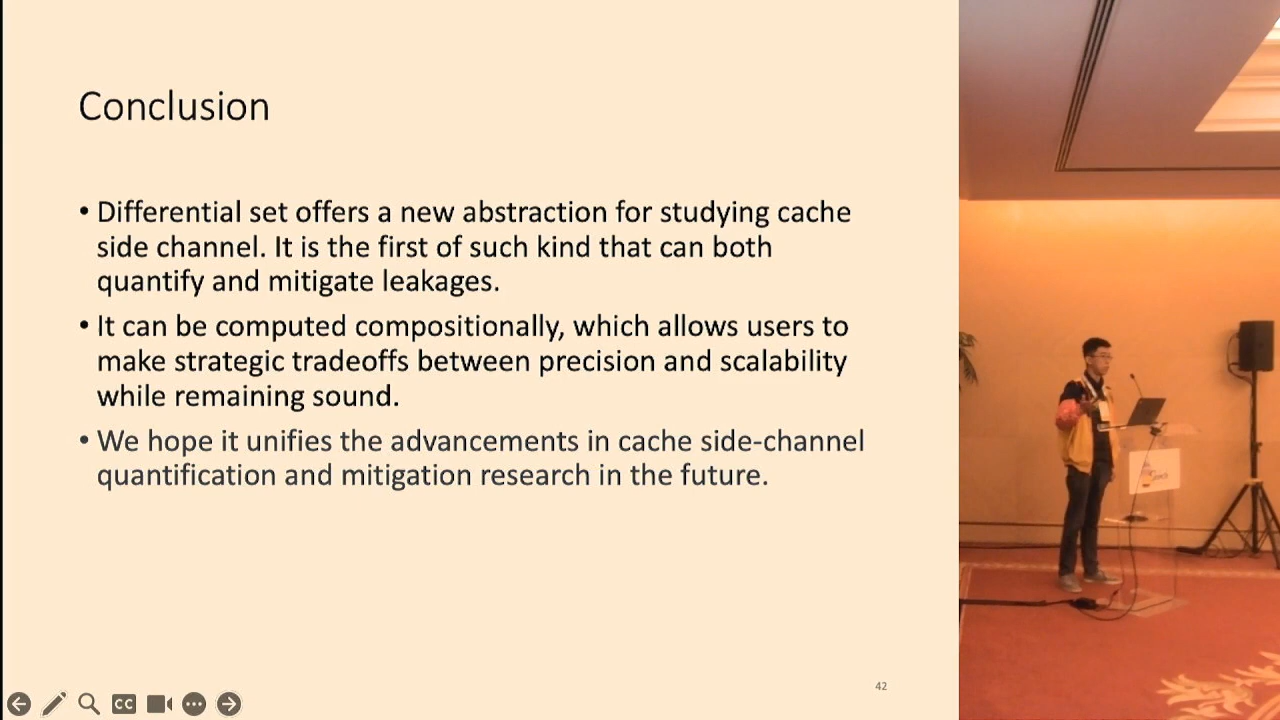 Conclusion
• Differential set offers a new abstraction for studying cache
side channel. It is the first of such kind that can both
quantify and mitigate leakages.
• It can be computed compositionally, which allows users to
make strategic tradeoffs between precision and scalability
while remaining sound.
• We hope it unifies the advancements in cache side-channel
quantification and mitigation research in the future.
42
CC